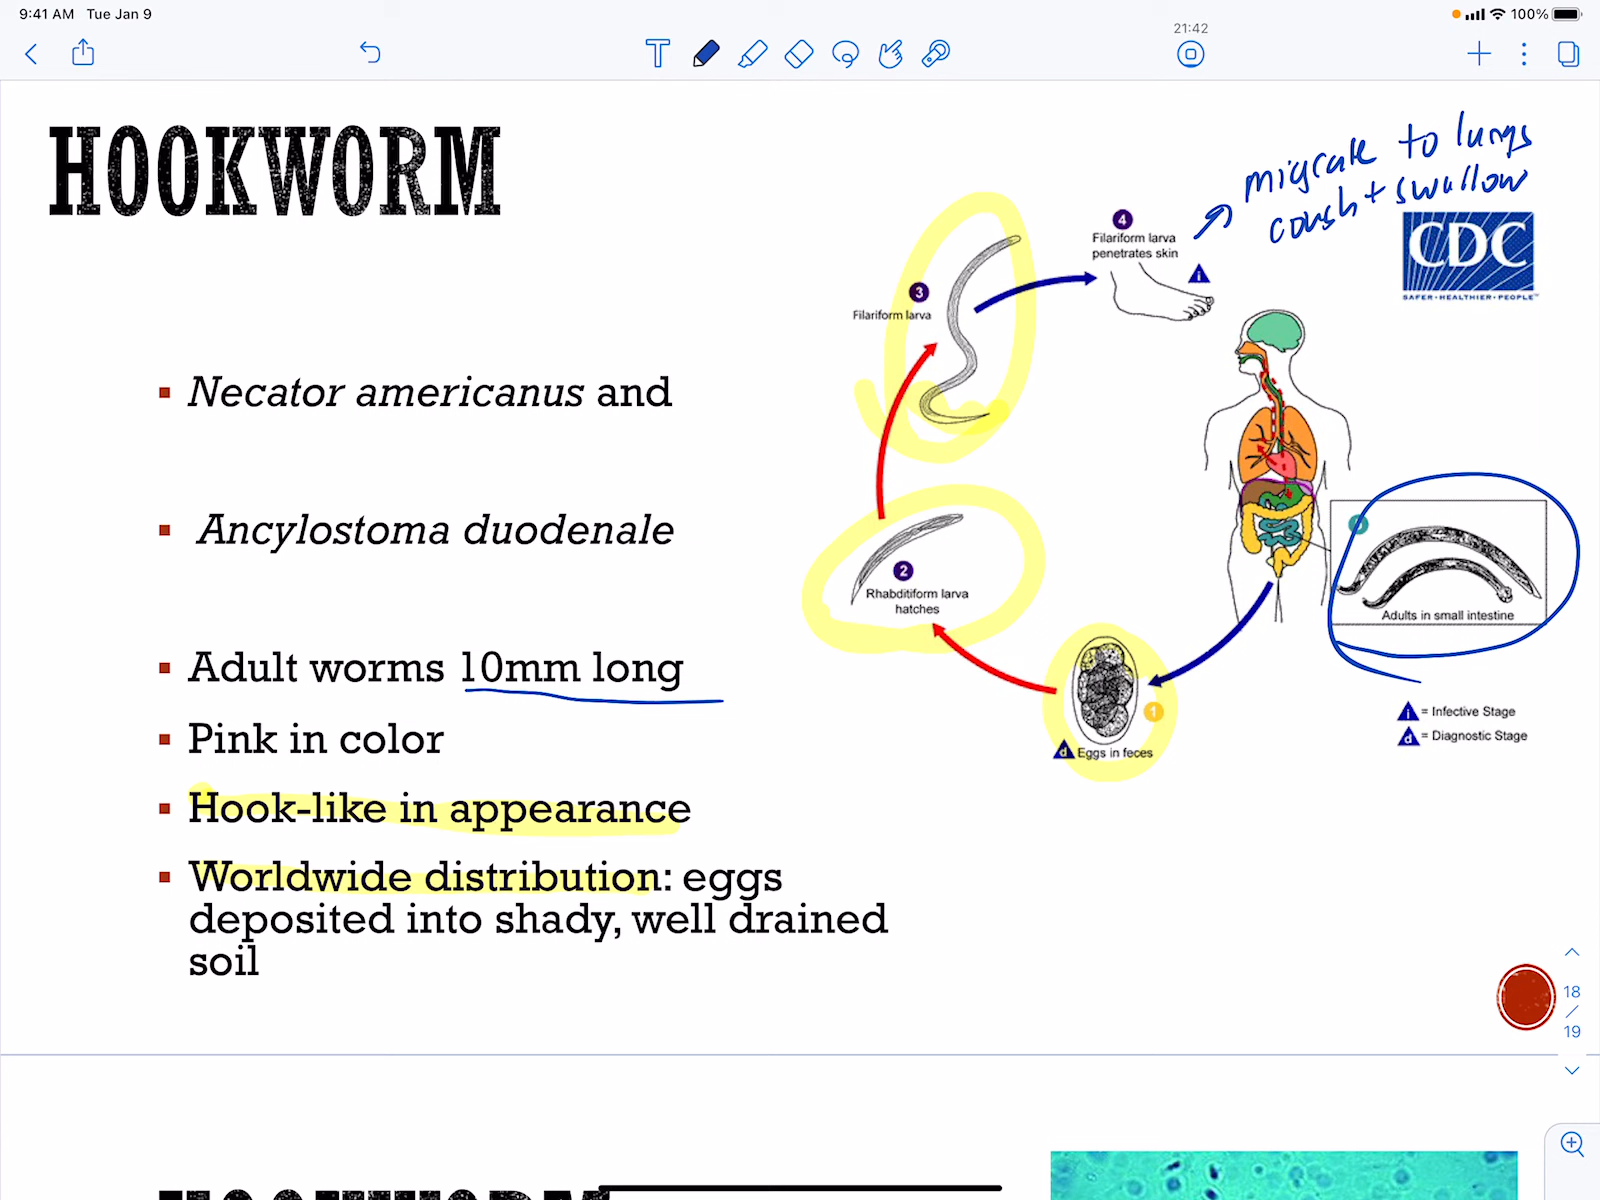 9:41 AM Tue Jan 9
100%
21:42
HOOKWORM
migrate to lungs
cough + swallow
4
Filariform larva
penetrates skin
i
CDC
SAFER • HEALTHIER • PEOPLE™
3
Filariform larva
▪ Necator americanus and
▪ Ancylostoma duodenale
2
Rhabditiform larva
hatches
Adults in small intestine
▪ Adult worms 10mm long
1
d Eggs in feces
i = Infective Stage
d = Diagnostic Stage
▪ Pink in color
▪ Hook-like in appearance
▪ Worldwide distribution: eggs
deposited into shady, well drained
soil
18
/
19
HOOKWORM